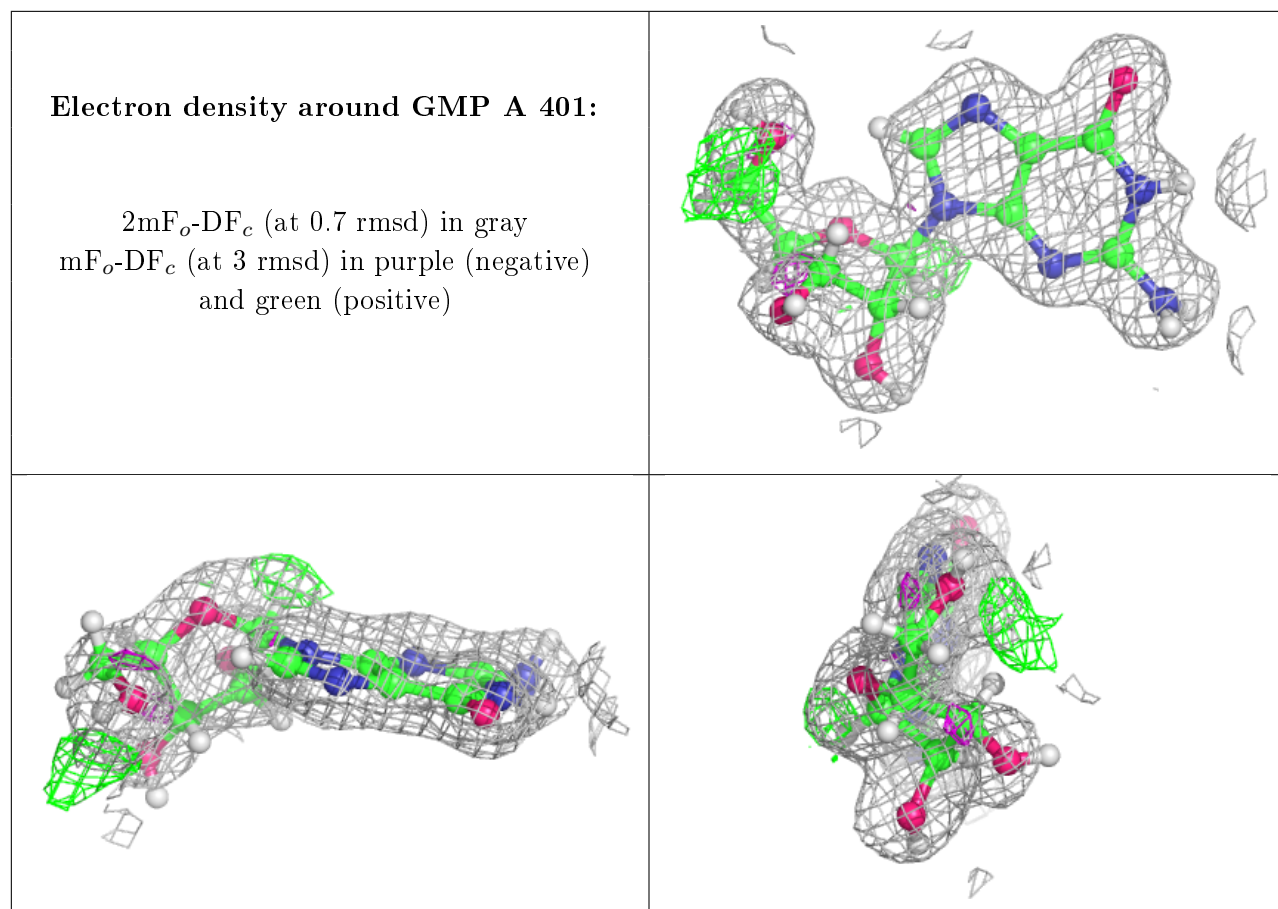 Electron density around GMP A 401:
2mFₒ-DF𝑐 (at 0.7 rmsd) in gray
mFₒ-DF𝑐 (at 3 rmsd) in purple (negative)
and green (positive)